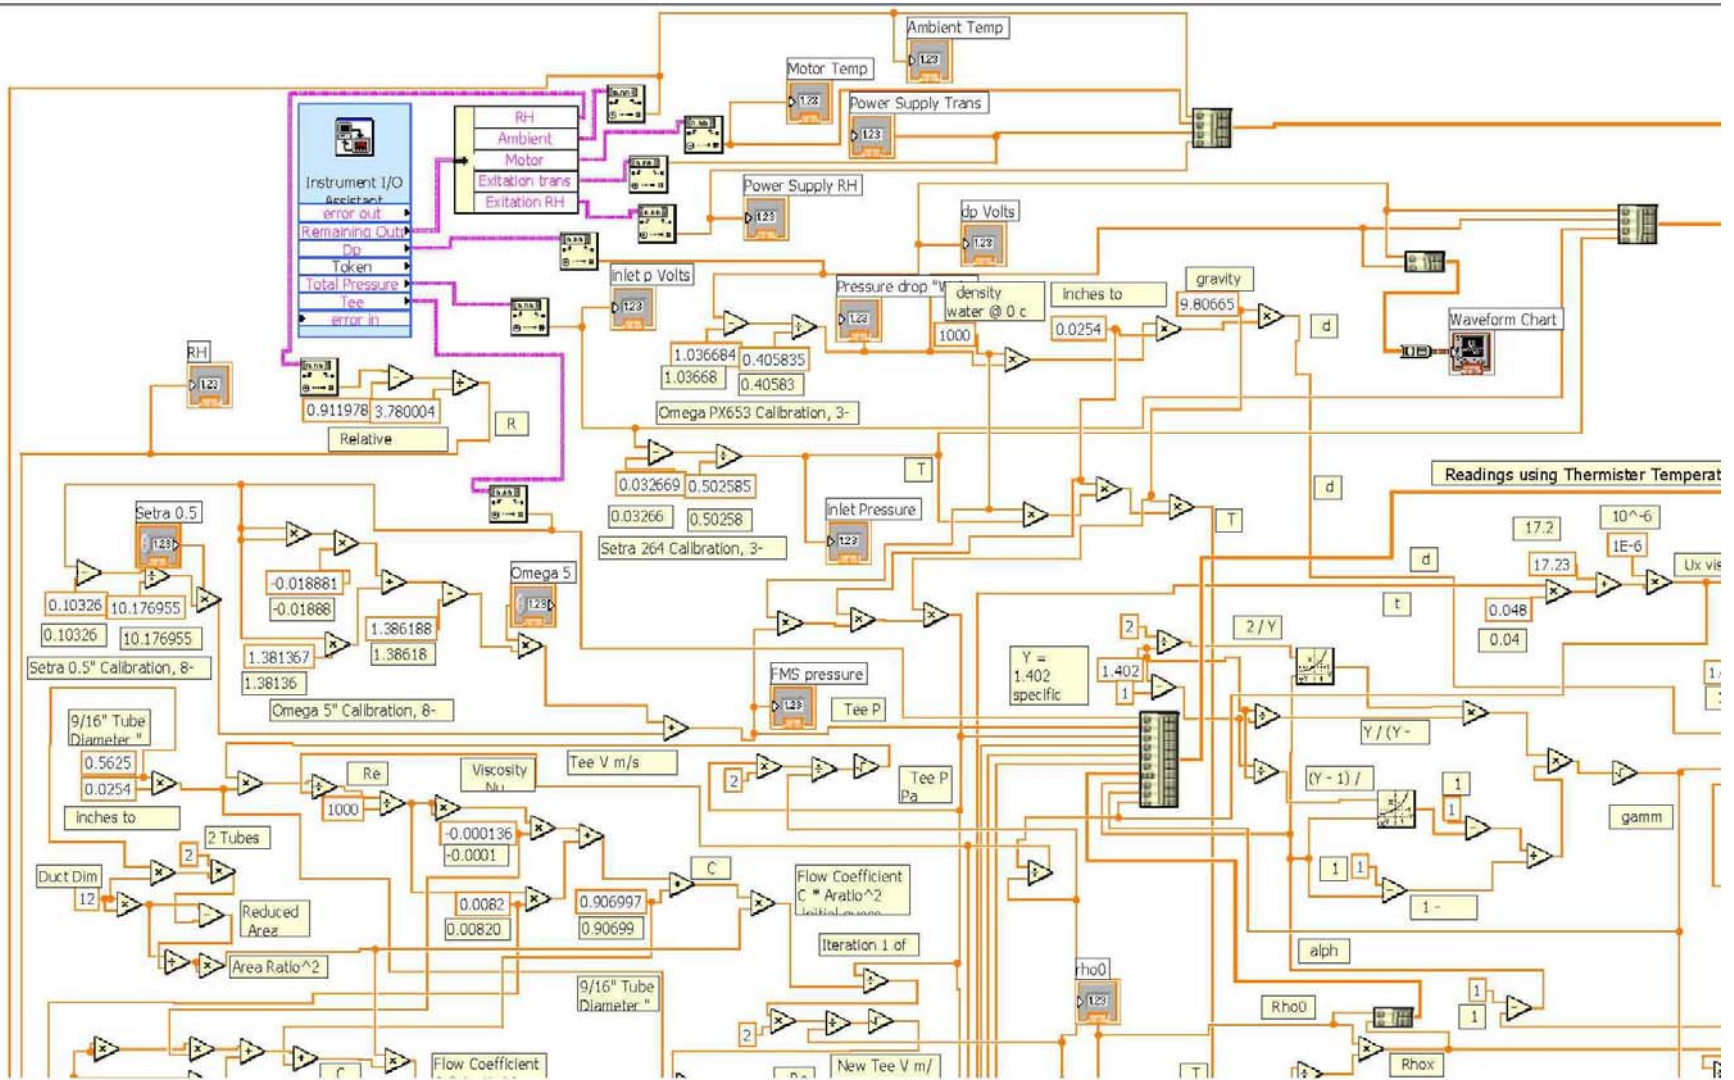 Ambient Temp
Motor Temp
Power Supply Trans
RH
Ambient
Motor
Exitation trans
Exitation RH
Instrument I/O
Assistant
error out
Remaining Outp
Dp
Token
Total Pressure
Tee
error in
Power Supply RH
dp Volts
inlet p Volts
Pressure drop "W
density
water @ 0 c
1000
inches to
0.0254
gravity
9.80665
d
Waveform Chart
1.036684
0.405835
1.03668
0.40583
Omega PX653 Calibration, 3-
RH
0.911978
3.780004
Relative
R
0.032669
0.502585
0.03266
0.50258
Setra 264 Calibration, 3-
T
inlet Pressure
d
T
Readings using Thermister Temperat
Setra 0.5
0.10326
10.176955
0.10326
10.176955
Setra 0.5" Calibration, 8-
-0.018881
-0.01888
1.386188
1.38618
1.381367
1.38136
Omega 5" Calibration, 8-
Omega 5
FMS pressure
Tee P
17.2
10^-6
17.23
1E-6
0.048
0.04
Ux vis
d
t
2
2 / Y
Y =
1.402
specific
1.402
1
Y / (Y -
(Y - 1) /
1
1
gamm
1
1
1 -
alph
9/16" Tube
Diameter "
0.5625
0.0254
inches to
Re
1000
Viscosity
Nu
Tee V m/s
2
Tee P
Pa
2 Tubes
2
Duct Dim
12
Reduced
Area
Area Ratio^2
-0.000136
-0.0001
0.0082
0.00820
0.906997
0.90699
C
Flow Coefficient
C * Aratio^2
Initial guess
Iteration 1 of
9/16" Tube
Diameter "
2
rho0
Rho0
1
1
Flow Coefficient
C
New Tee V m/
T
Rhox